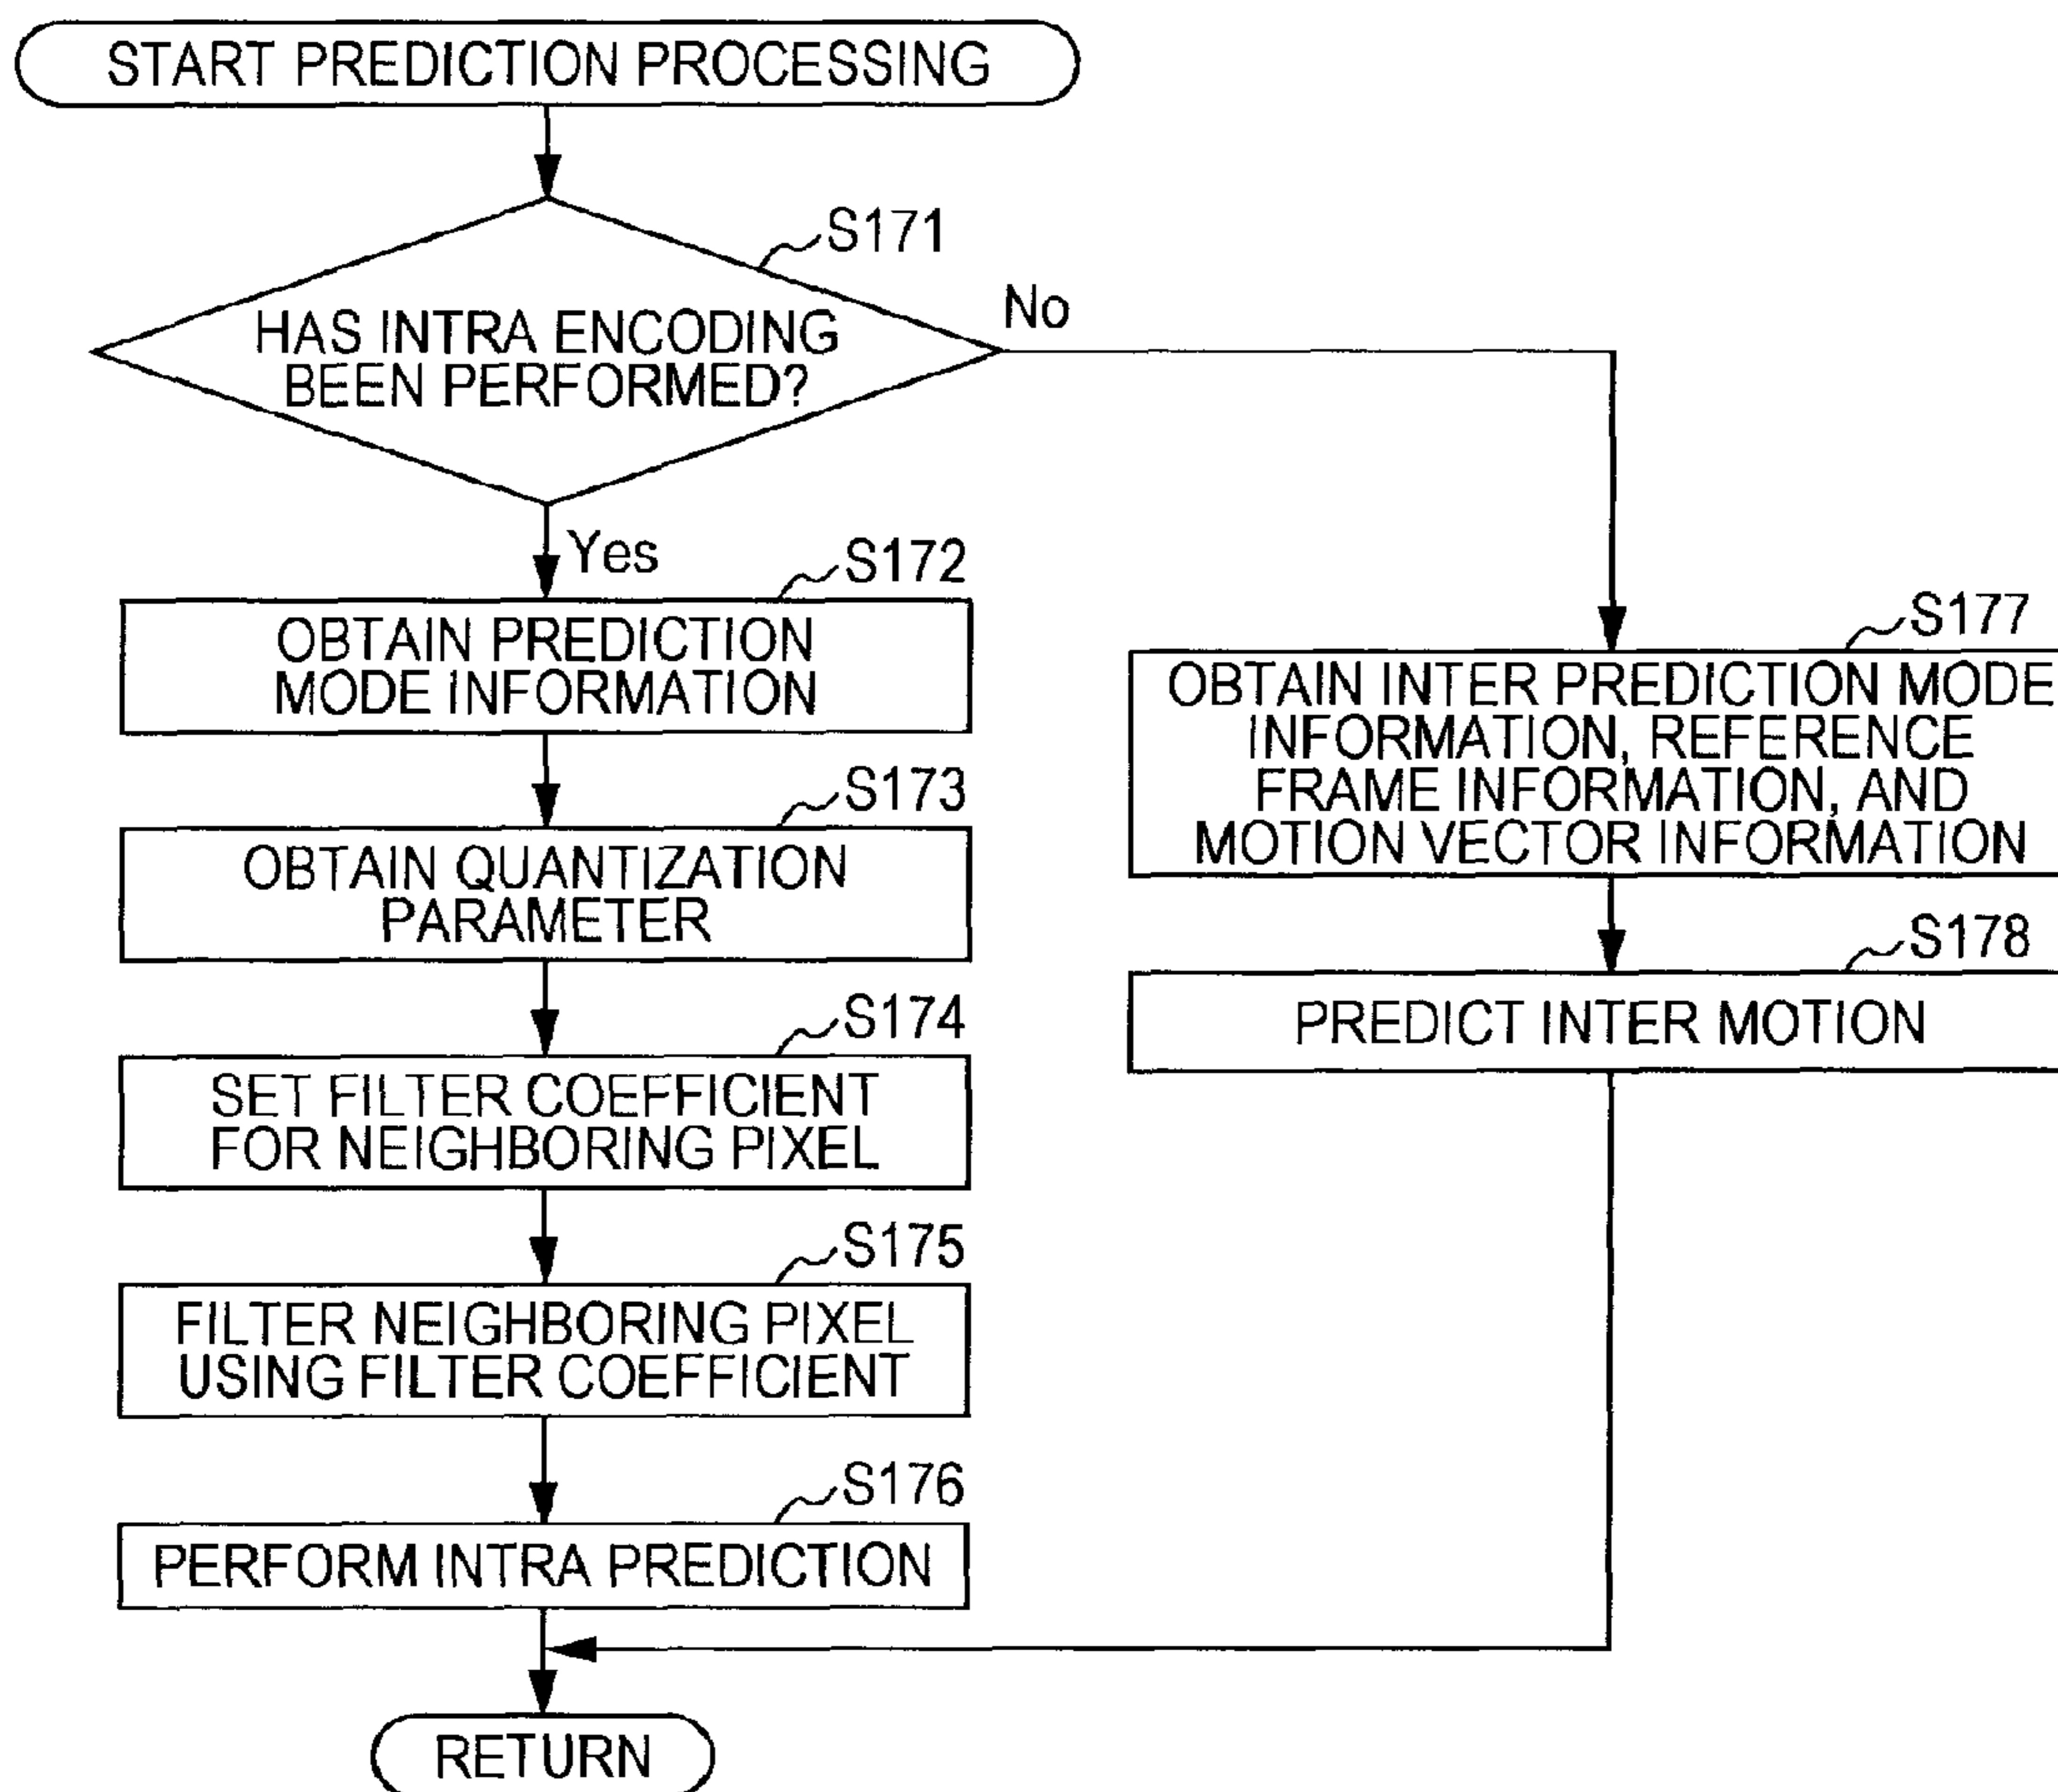 START PREDICTION PROCESSING
S171
HAS INTRA ENCODING
BEEN PERFORMED?
No
Yes
S172
OBTAIN PREDICTION
MODE INFORMATION
S173
OBTAIN QUANTIZATION
PARAMETER
S174
SET FILTER COEFFICIENT
FOR NEIGHBORING PIXEL
S175
FILTER NEIGHBORING PIXEL
USING FILTER COEFFICIENT
S176
PERFORM INTRA PREDICTION
S177
OBTAIN INTER PREDICTION MODE
INFORMATION, REFERENCE
FRAME INFORMATION, AND
MOTION VECTOR INFORMATION
S178
PREDICT INTER MOTION
RETURN